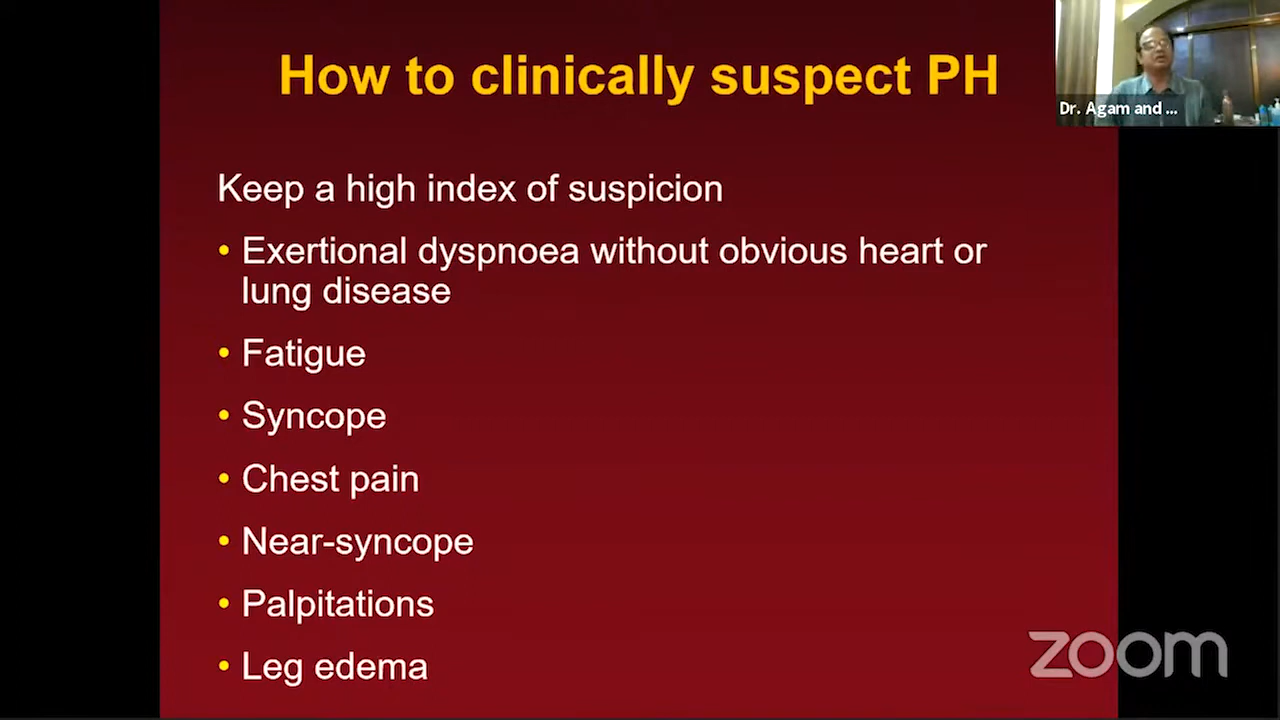 How to clinically suspect PH
Dr. Agam and ...
Keep a high index of suspicion
• Exertional dyspnoea without obvious heart or
lung disease
• Fatigue
• Syncope
• Chest pain
• Near-syncope
• Palpitations
• Leg edema
zoom